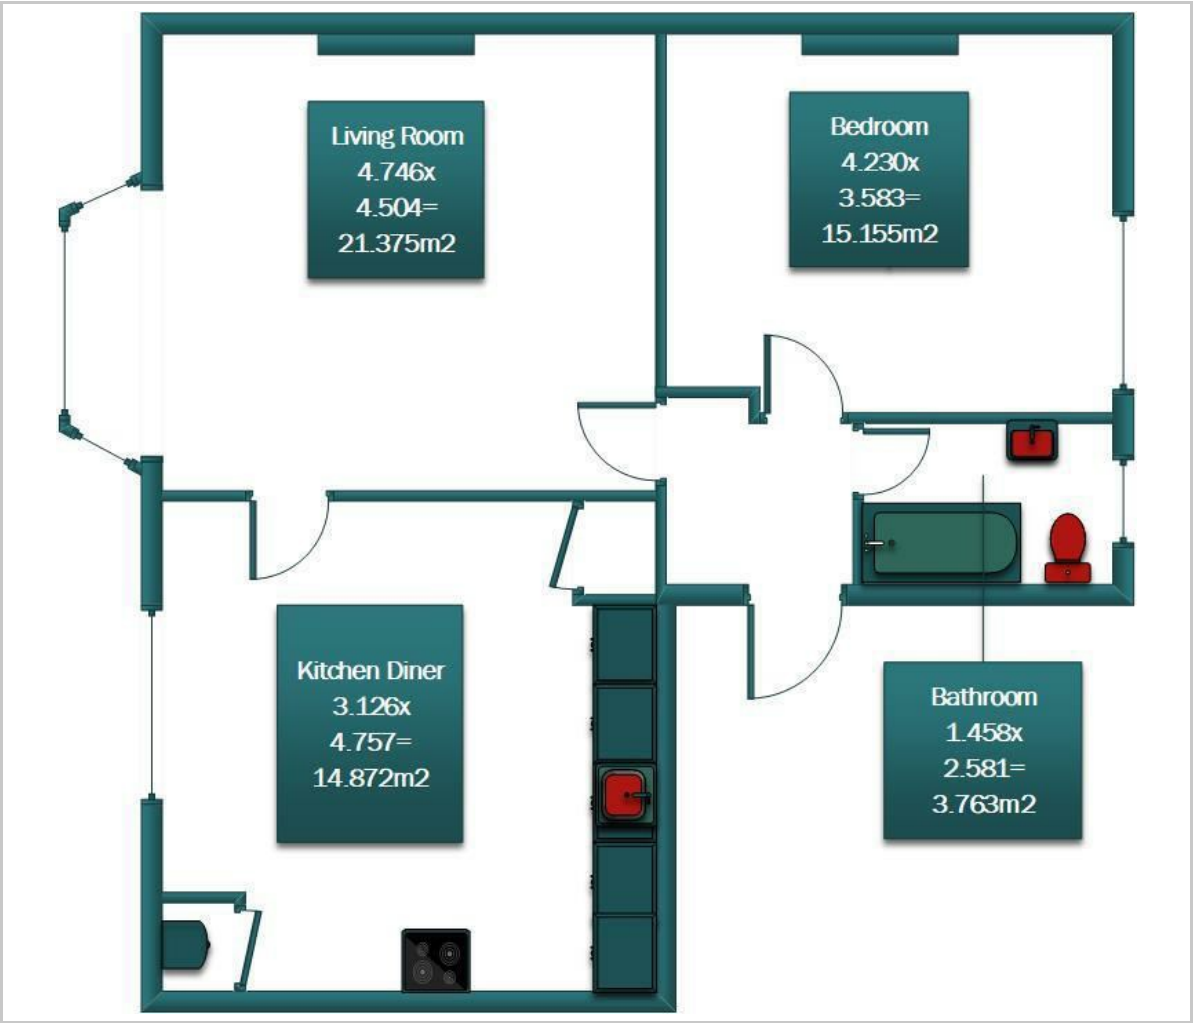 Living Room
4.746x
4.504=
21.375m2
Bedroom
4.230x
3.583=
15.155m2
Kitchen Diner
3.126x
4.757=
14.872m2
Bathroom
1.458x
2.581=
3.763m2